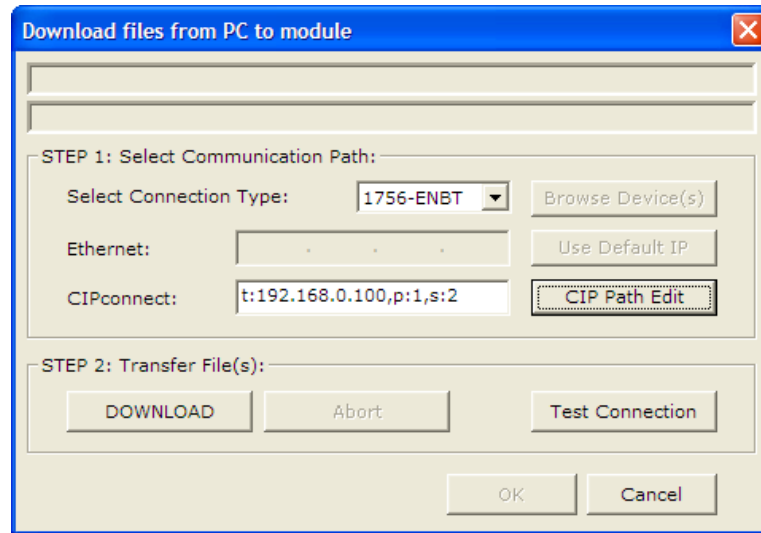 Download files from PC to module
STEP 1: Select Communication Path:
Select Connection Type: 1756-ENBT Browse Device(s)
Ethernet: . . . Use Default IP
CIPconnect: t:192.168.0.100,p:1,s:2 CIP Path Edit
STEP 2: Transfer File(s):
DOWNLOAD Abort Test Connection
OK Cancel